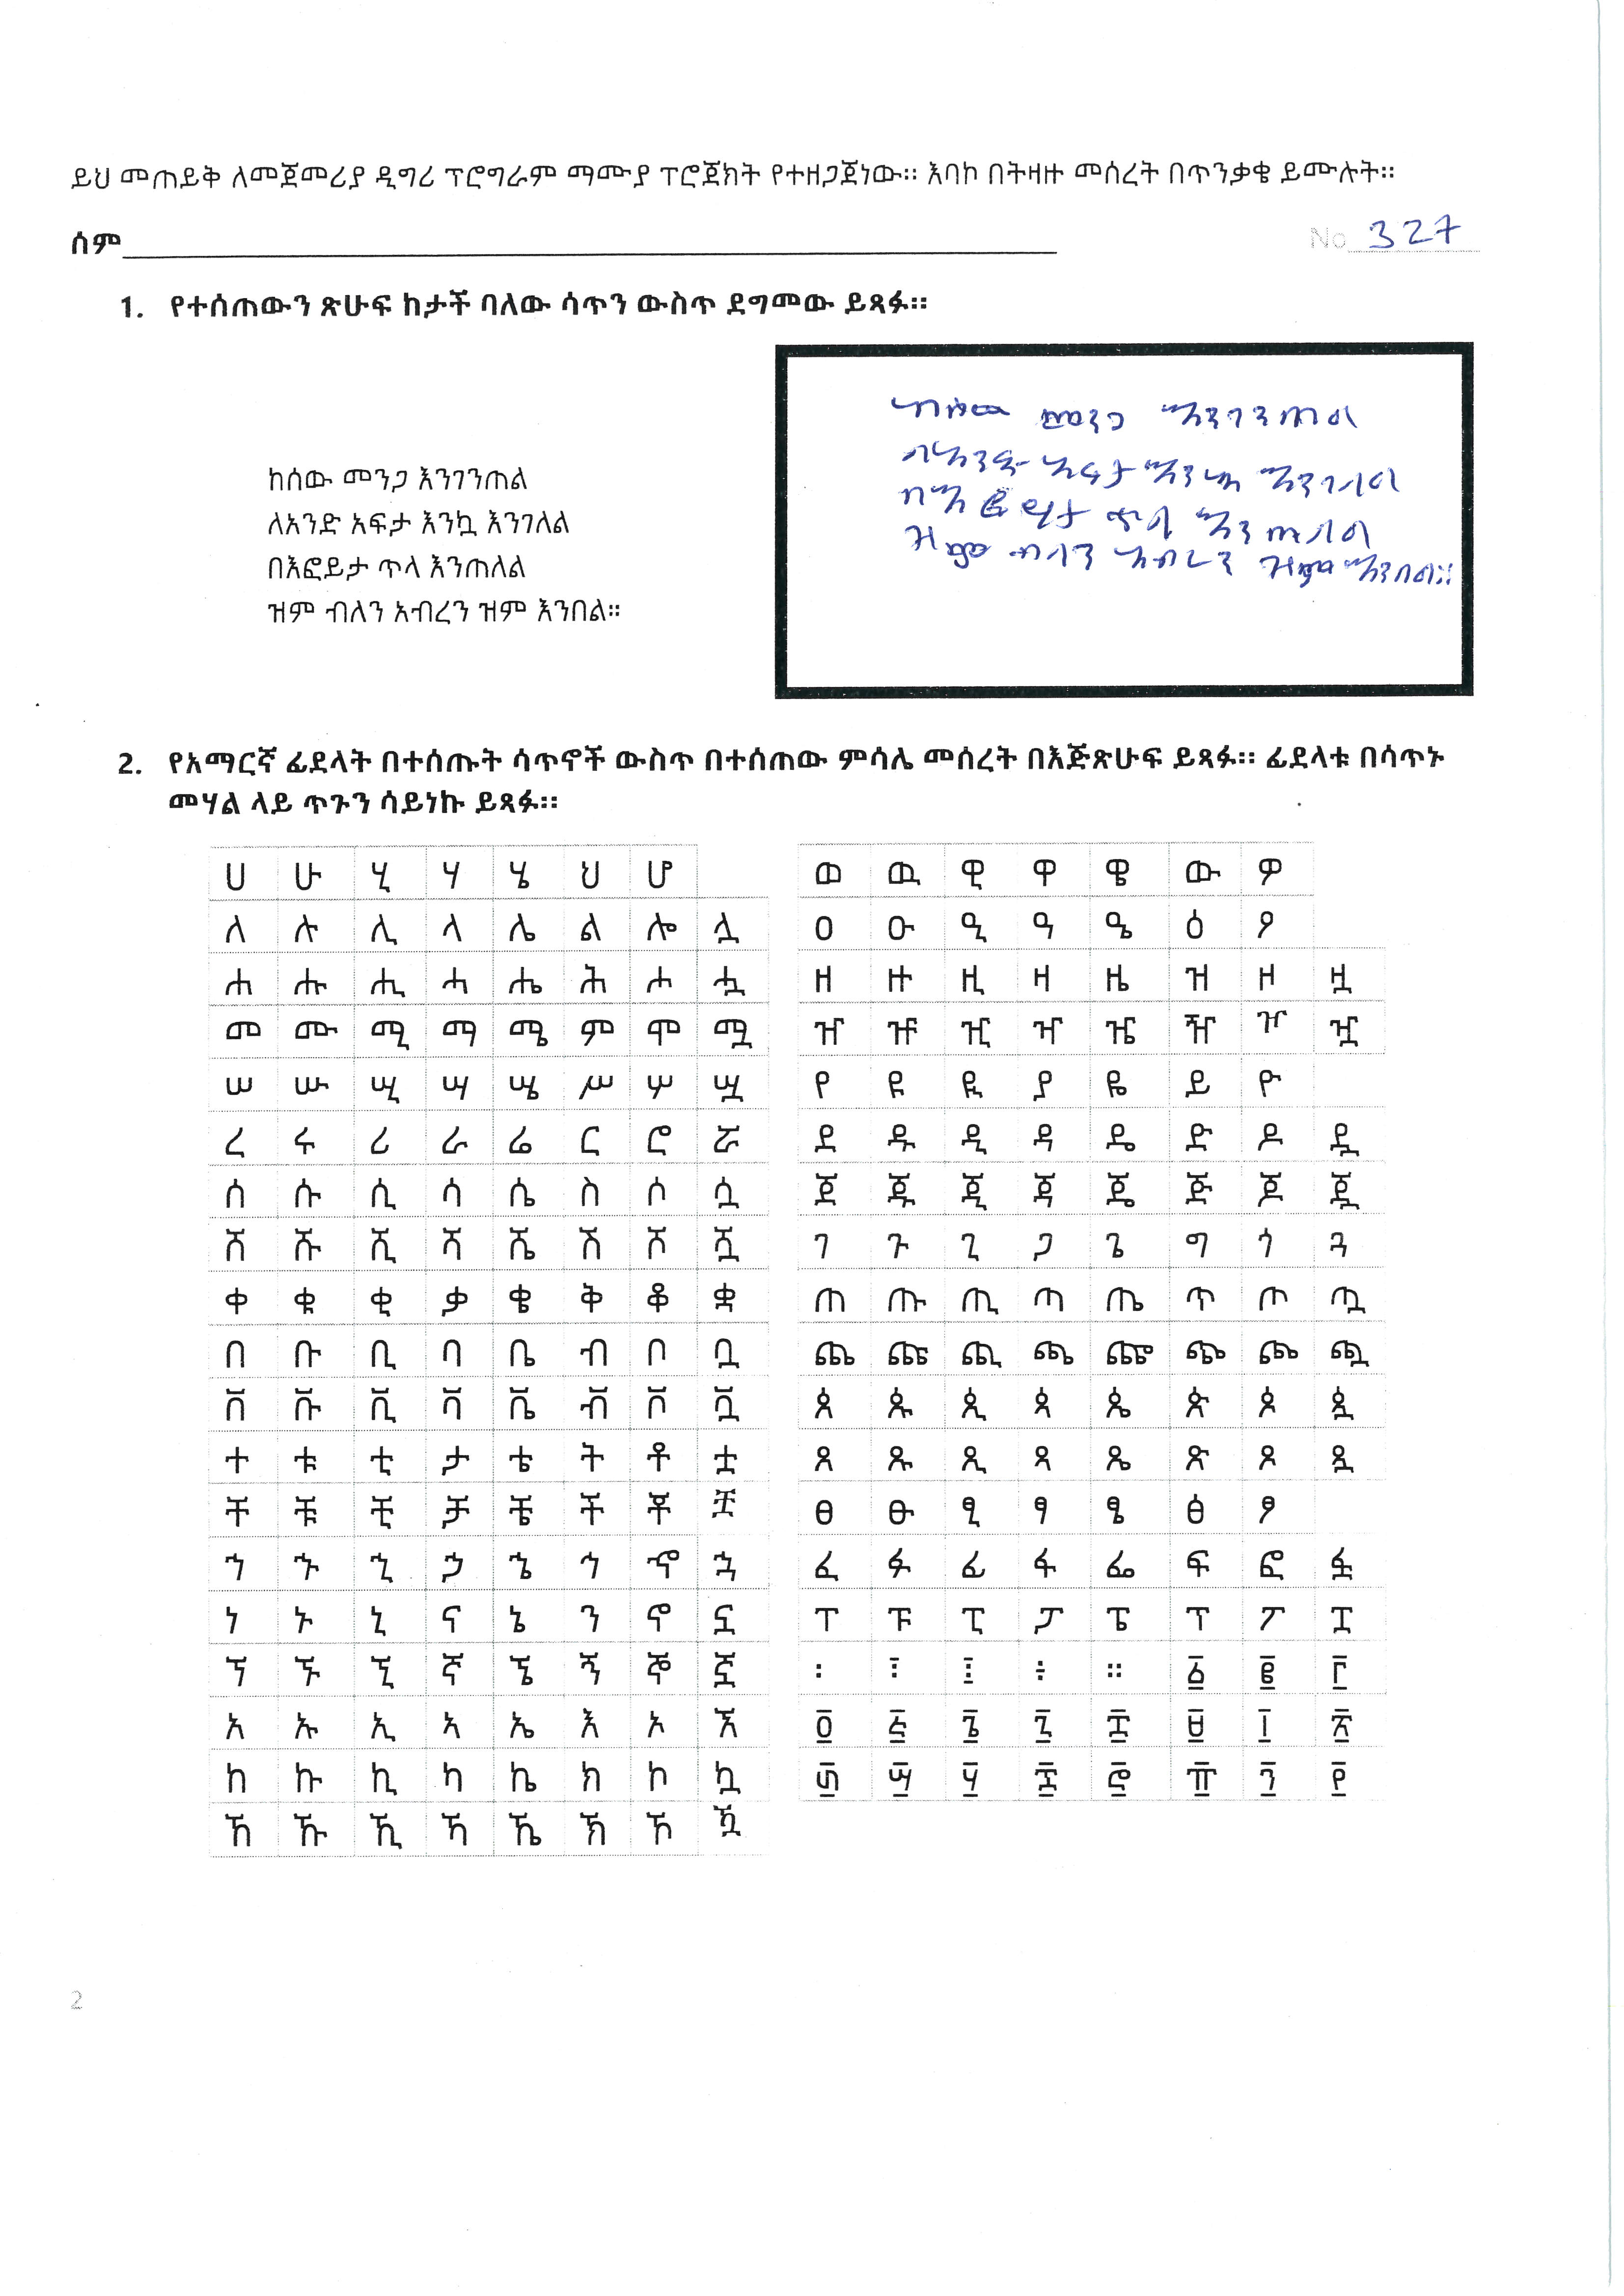 ይህ መጠይቅ ለመጀመሪያ ዲግሪ ፕሮግራም ማሙያ ፕሮጀክት የተዘጋጀነው። እባኮ በትዛዙ መሰረት በጥንቃቄ ይሙሉት።
ስም No 327
1. የተሰጠውን ጽሁፍ ከታች ባለው ሳጥን ውስጥ ደግመው ይጻፉ።
ከሰው መንጋ እንገንጠል
ለአንድ አፍታ እንኳ እንገለል
በእፎይታ ጥላ እንጠለል
ዝም ብለን አብረን ዝም እንበል።
ከሰው መንጋ እንገንጠል
ለአንድ አፍታ እንኳ እንገለል
በእፎይታ ጥላ እንጠለል
ዝም ብለን አብረን ዝም እንበል።
2. የአማርኛ ፊደላት በተሰጡት ሳጥኖች ውስጥ በተሰጠው ምሳሌ መሰረት በእጅጽሁፍ ይጻፉ። ፊደላቱ በሳጥኑ
መሃል ላይ ጥጉን ሳይነኩ ይጻፉ።
ሀ ሁ ሂ ሃ ሄ ህ ሆ
ለ ሉ ሊ ላ ሌ ል ሎ ሏ
ሐ ሑ ሒ ሓ ሔ ሕ ሖ ሗ
መ ሙ ሚ ማ ሜ ም ሞ ሟ
ሠ ሡ ሢ ሣ ሤ ሥ ሦ ሧ
ረ ሩ ሪ ራ ሬ ር ሮ ሯ
ሰ ሱ ሲ ሳ ሴ ስ ሶ ሷ
ሸ ሹ ሺ ሻ ሼ ሽ ሾ ሿ
ቀ ቁ ቂ ቃ ቄ ቅ ቆ ቋ
በ ቡ ቢ ባ ቤ ብ ቦ ቧ
ቨ ቩ ቪ ቫ ቬ ቭ ቮ ቯ
ተ ቱ ቲ ታ ቴ ት ቶ ቷ
ቸ ቹ ቺ ቻ ቼ ች ቾ ቿ
ኀ ኁ ኂ ኃ ኄ ኅ ኆ ኋ
ነ ኑ ኒ ና ኔ ን ኖ ኗ
ኘ ኙ ኚ ኛ ኜ ኝ ኞ ኟ
አ ኡ ኢ ኣ ኤ እ ኦ ኧ
ከ ኩ ኪ ካ ኬ ክ ኮ ኳ
ኸ ኹ ኺ ኻ ኼ ኽ ኾ ዃ
ወ ዉ ዊ ዋ ዌ ው ዎ
ዐ ዑ ዒ ዓ ዔ ዕ ዖ
ዘ ዙ ዚ ዛ ዜ ዝ ዞ ዟ
ዠ ዡ ዢ ዣ ዤ ዥ ዦ ዧ
የ ዩ ዪ ያ ዬ ይ ዮ
ደ ዱ ዲ ዳ ዴ ድ ዶ ዷ
ጀ ጁ ጂ ጃ ጄ ጅ ጆ ጇ
ገ ጉ ጊ ጋ ጌ ግ ጎ ጓ
ጠ ጡ ጢ ጣ ጤ ጥ ጦ ጧ
ጨ ጩ ጪ ጫ ጬ ጭ ጮ ጯ
ጰ ጱ ጲ ጳ ጴ ጵ ጶ ጷ
ጸ ጹ ጺ ጻ ጼ ጽ ጾ ጿ
ፀ ፁ ፂ ፃ ፄ ፅ ፆ
ፈ ፉ ፊ ፋ ፌ ፍ ፎ ፏ
ፐ ፑ ፒ ፓ ፔ ፕ ፖ ፗ
፡ ፤ ፧ ፥ ። ፩ ፪ ፫
፬ ፭ ፮ ፯ ፰ ፱ ፲ ፳
፴ ፵ ፶ ፷ ፸ ፹ ፺ ፻
2